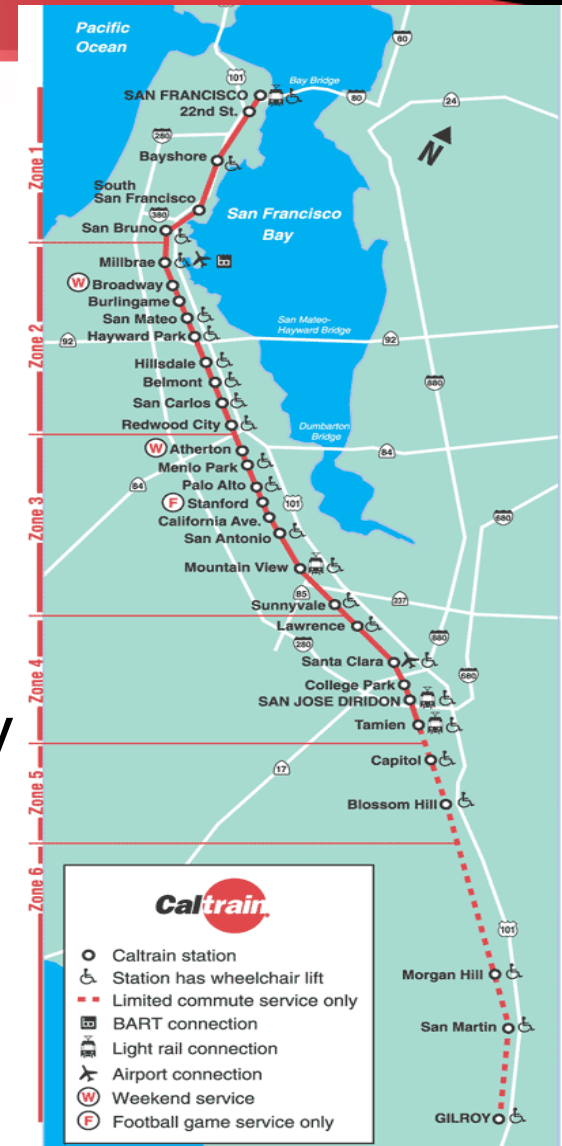 Pacific
Ocean
80
101
Bay Bridge
SAN FRANCISCO
80
24
22nd St.
280
N
Bayshore
Zone 1
South
San Francisco
380
San Francisco
Bay
San Bruno
Millbrae
W Broadway
Burlingame
San Mateo
San Mateo-
Hayward Bridge
92
Hayward Park
92
Zone 2
Hillsdale
Belmont
880
San Carlos
Redwood City
Dumbarton
Bridge
W Atherton
84
Menlo Park
84
Palo Alto
F Stanford
101
California Ave.
680
San Antonio
Zone 3
Mountain View
85
237
Sunnyvale
Lawrence
280
880
Santa Clara
680
College Park
Zone 4
SAN JOSE DIRIDON
Tamien
y
Capitol
17
Zone 5
Blossom Hill
Zone 6
Caltrain
101
Caltrain station
Station has wheelchair lift
Limited commute service only
BART connection
Light rail connection
Airport connection
W Weekend service
F Football game service only
Morgan Hill
San Martin
GILROY